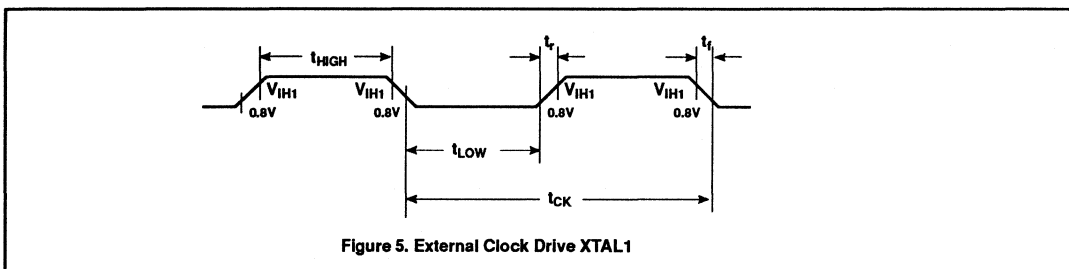 tHIGH tr tf
VIH1 VIH1 VIH1 VIH1
0.8V 0.8V 0.8V 0.8V
tLOW
tCK
Figure 5. External Clock Drive XTAL1